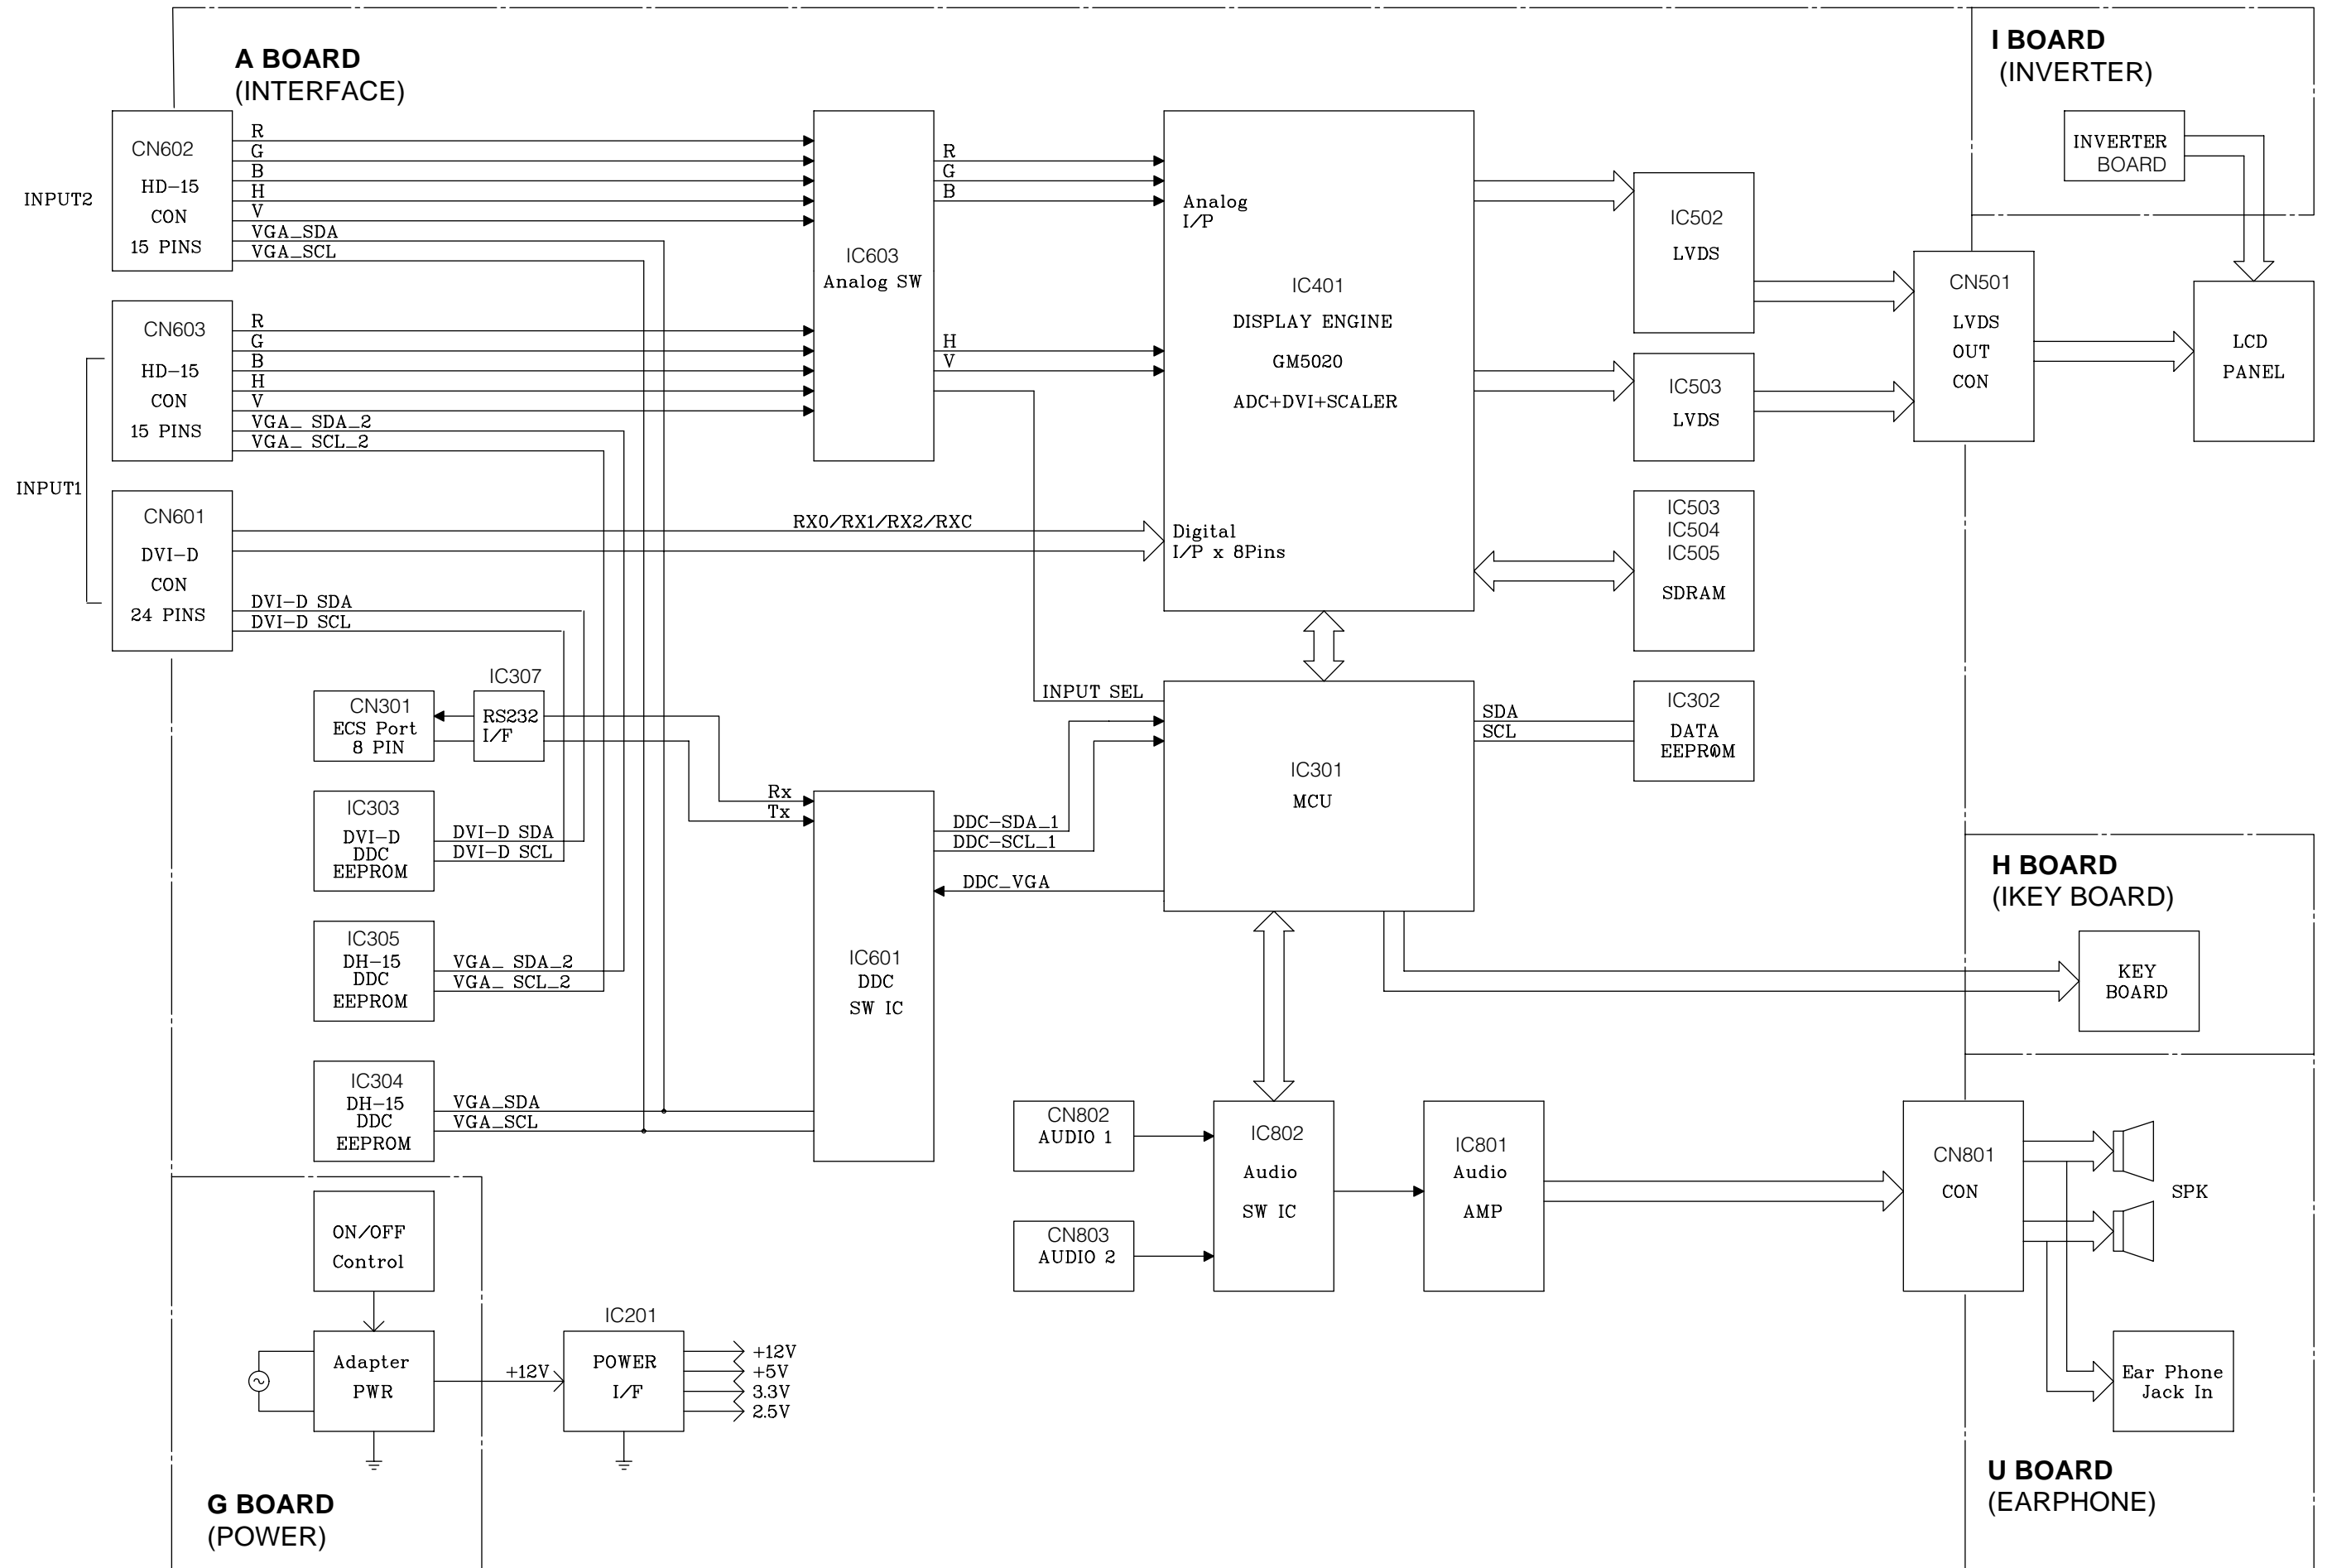 A BOARD
(INTERFACE)
I BOARD
(INVERTER)
INPUT2
CN602
HD-15
CON
15 PINS
R
G
B
H
V
VGA_SDA
VGA_SCL
INPUT1
CN603
HD-15
CON
15 PINS
R
G
B
H
V
VGA_ SDA_2
VGA_ SCL_2
CN601
DVI-D
CON
24 PINS
RX0/RX1/RX2/RXC
DVI-D SDA
DVI-D SCL
IC603
Analog SW
R
G
B
H
V
Analog
I/P
IC401
DISPLAY ENGINE
GM5020
ADC+DVI+SCALER
Digital
I/P x 8Pins
IC502
LVDS
IC503
LVDS
IC503
IC504
IC505
SDRAM
CN501
LVDS
OUT
CON
INVERTER
BOARD
LCD
PANEL
IC307
CN301
ECS Port
8 PIN
RS232
I/F
IC303
DVI-D
DDC
EEPROM
DVI-D SDA
DVI-D SCL
IC305
DH-15
DDC
EEPROM
VGA_ SDA_2
VGA_ SCL_2
IC304
DH-15
DDC
EEPROM
VGA_SDA
VGA_SCL
Rx
Tx
IC601
DDC
SW IC
INPUT SEL
DDC-SDA_1
DDC-SCL_1
DDC_VGA
IC301
MCU
SDA
SCL
IC302
DATA
EEPROM
H BOARD
(IKEY BOARD)
KEY
BOARD
CN802
AUDIO 1
CN803
AUDIO 2
IC802
Audio
SW IC
IC801
Audio
AMP
CN801
CON
SPK
Ear Phone
Jack In
U BOARD
(EARPHONE)
ON/OFF
Control
Adapter
PWR
+12V
IC201
POWER
I/F
+12V
+5V
3.3V
2.5V
G BOARD
(POWER)